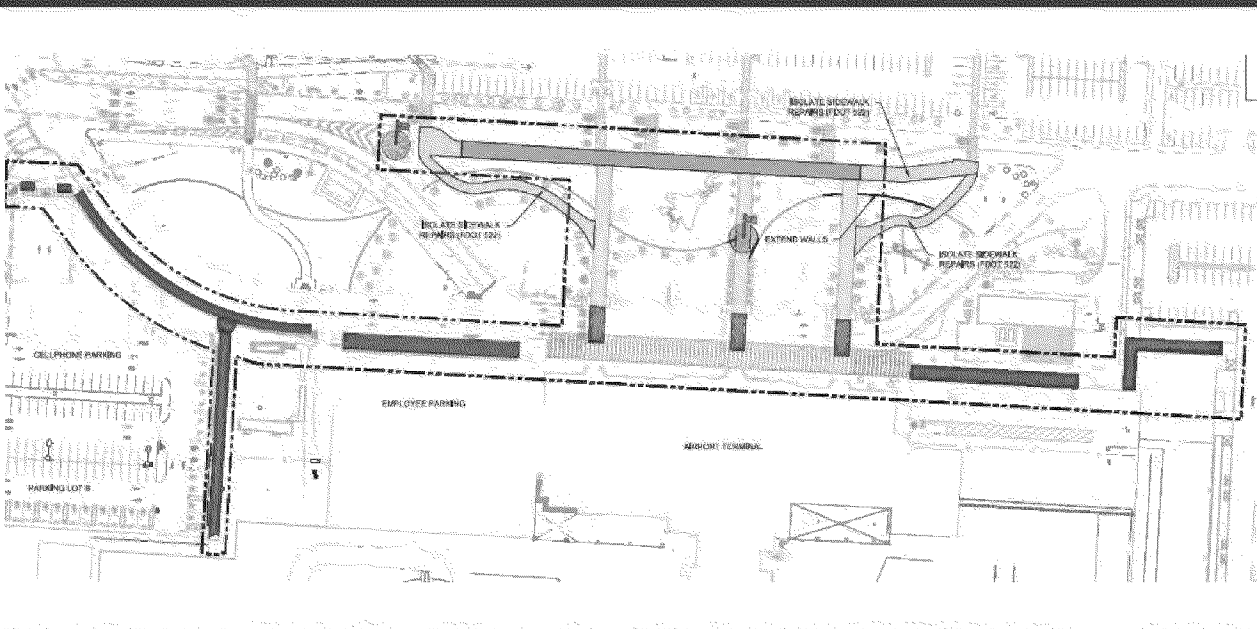 ISOLATE SIDEWALK
REPAIRS (FDOT 522)
ISOLATE SIDEWALK
REPAIRS (FDOT 522)
EXTEND WALLS
ISOLATE SIDEWALK
REPAIRS (FDOT 522)
CELLPHONE PARKING
EMPLOYEE PARKING
AIRPORT TERMINAL
PARKING LOT B